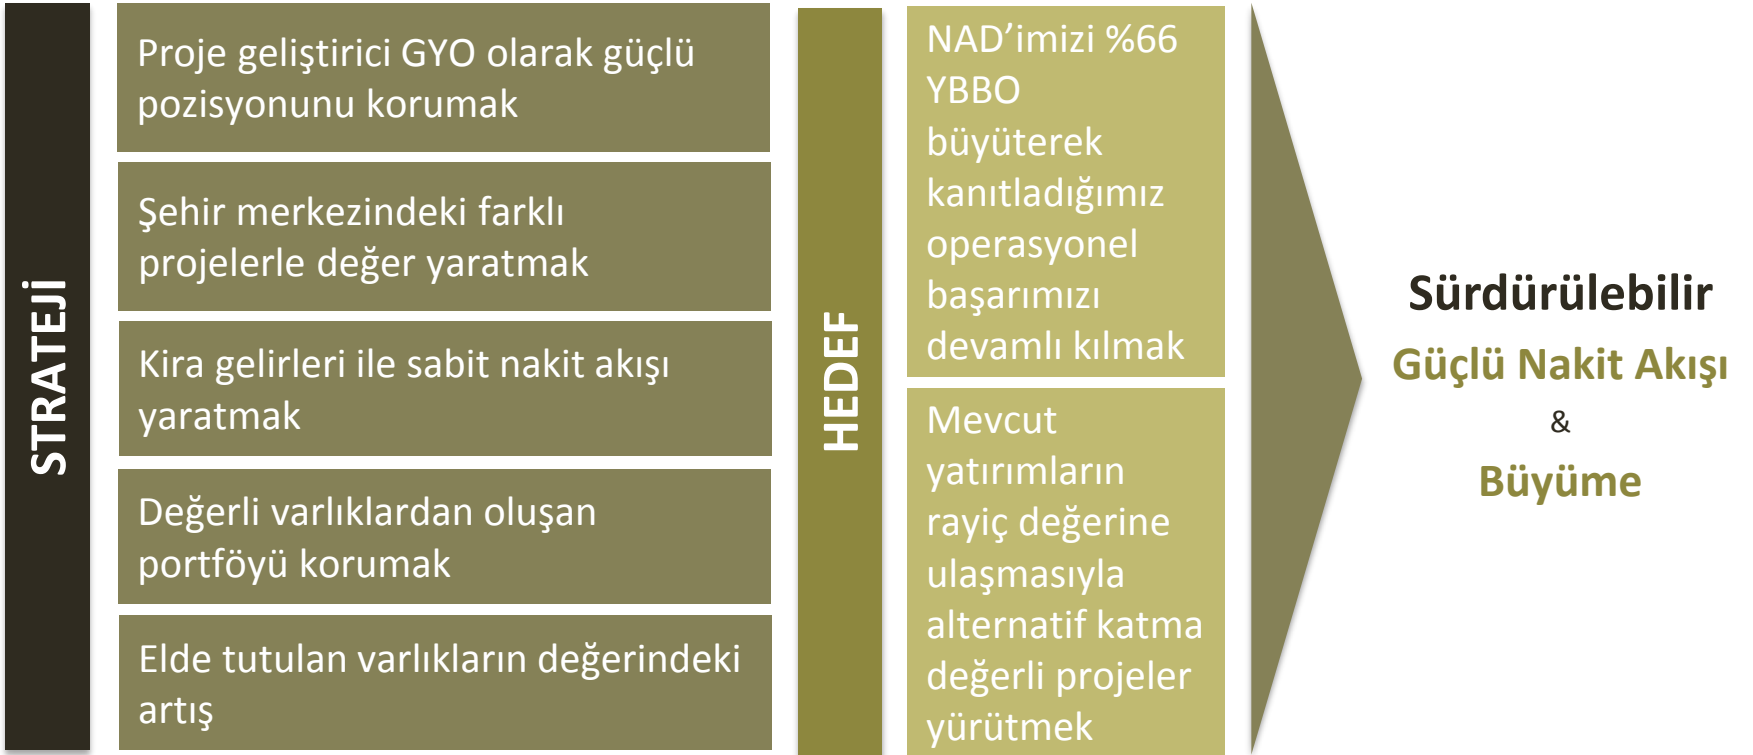 STRATEJİ
Proje geliştirici GYO olarak güçlü
pozisyonunu korumak
Şehir merkezindeki farklı
projelerle değer yaratmak
Kira gelirleri ile sabit nakit akışı
yaratmak
Değerli varlıklardan oluşan
portföyü korumak
Elde tutulan varlıkların değerindeki
artış
HEDEF
NAD’imizi %66
YBBO
büyüterek
kanıtladığımız
operasyonel
başarımızı
devamlı kılmak
Mevcut
yatırımların
rayiç değerine
ulaşmasıyla
alternatif katma
değerli projeler
yürütmek
Sürdürülebilir
Güçlü Nakit Akışı
&
Büyüme